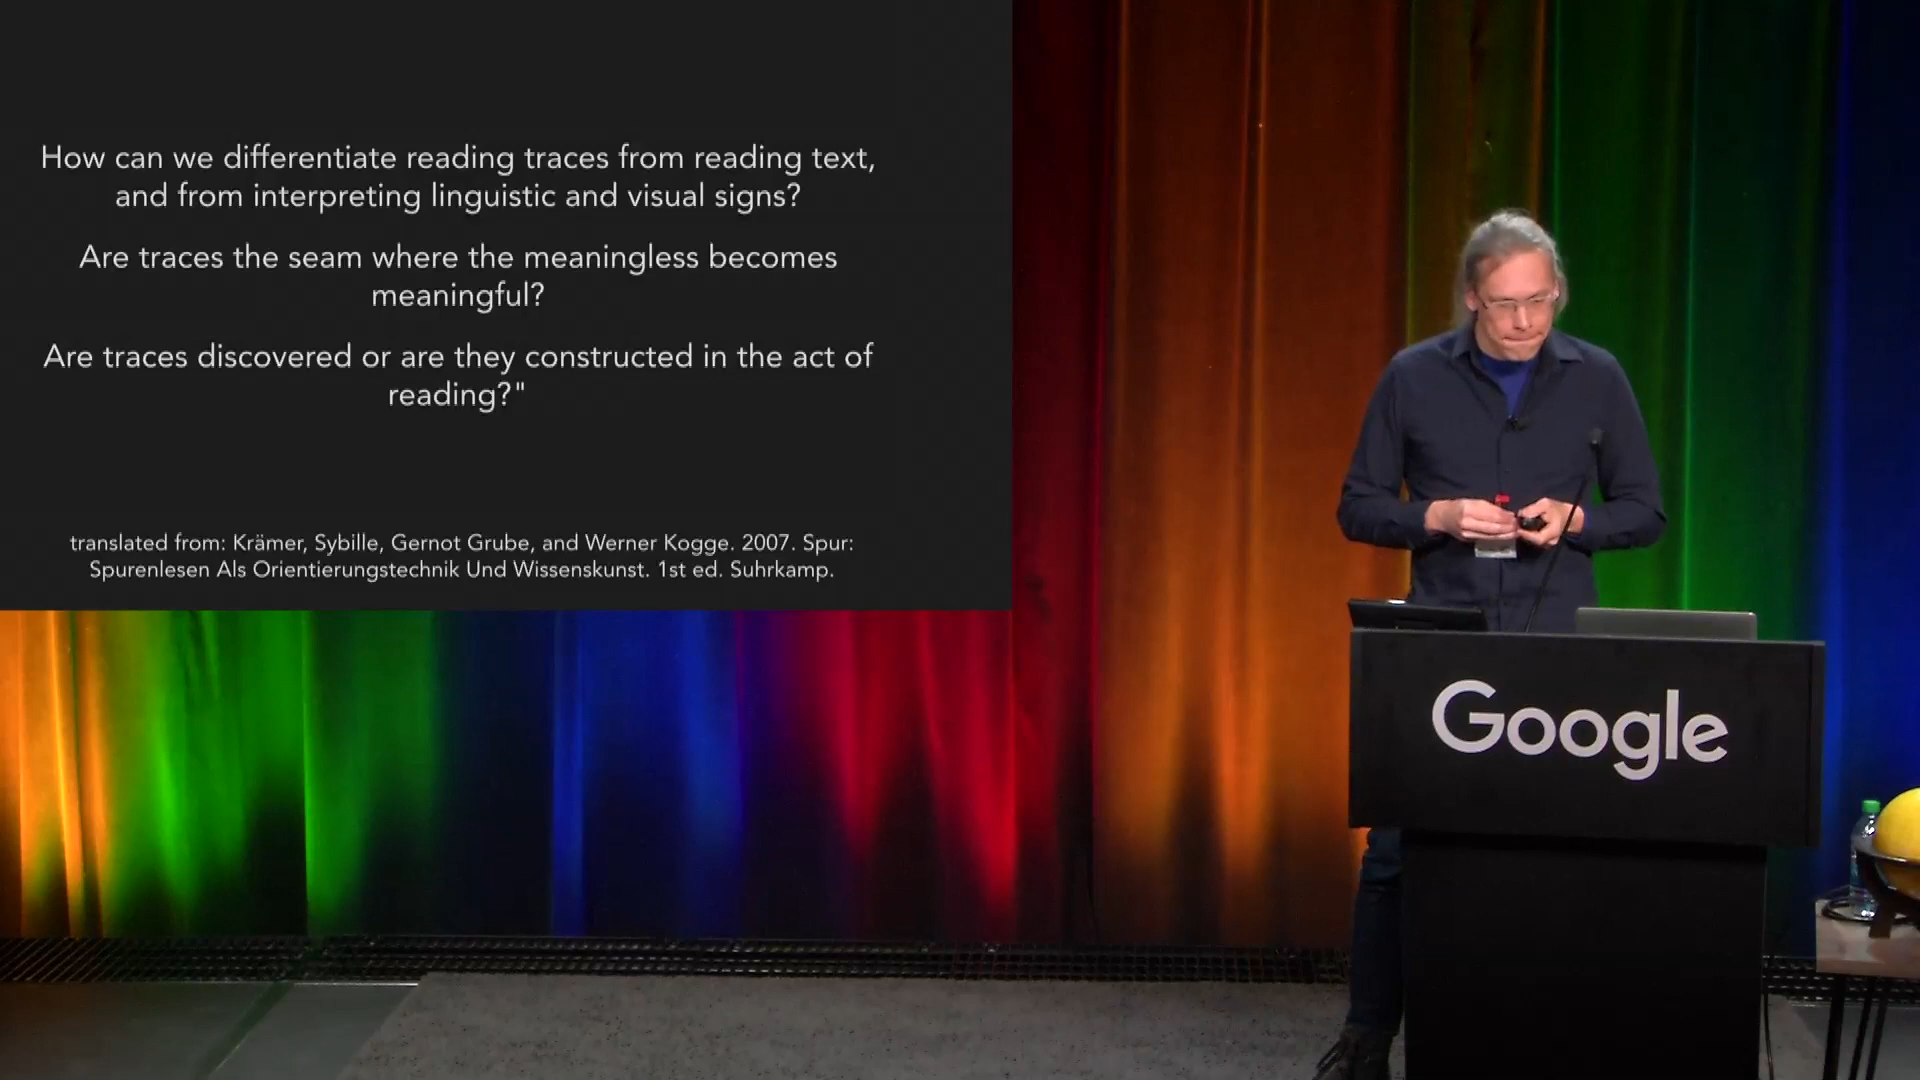 How can we differentiate reading traces from reading text,
and from interpreting linguistic and visual signs?
Are traces the seam where the meaningless becomes
meaningful?
Are traces discovered or are they constructed in the act of
reading?"
translated from: Krämer, Sybille, Gernot Grube, and Werner Kogge. 2007. Spur:
Spurenlesen Als Orientierungstechnik Und Wissenskunst. 1st ed. Suhrkamp.
Google